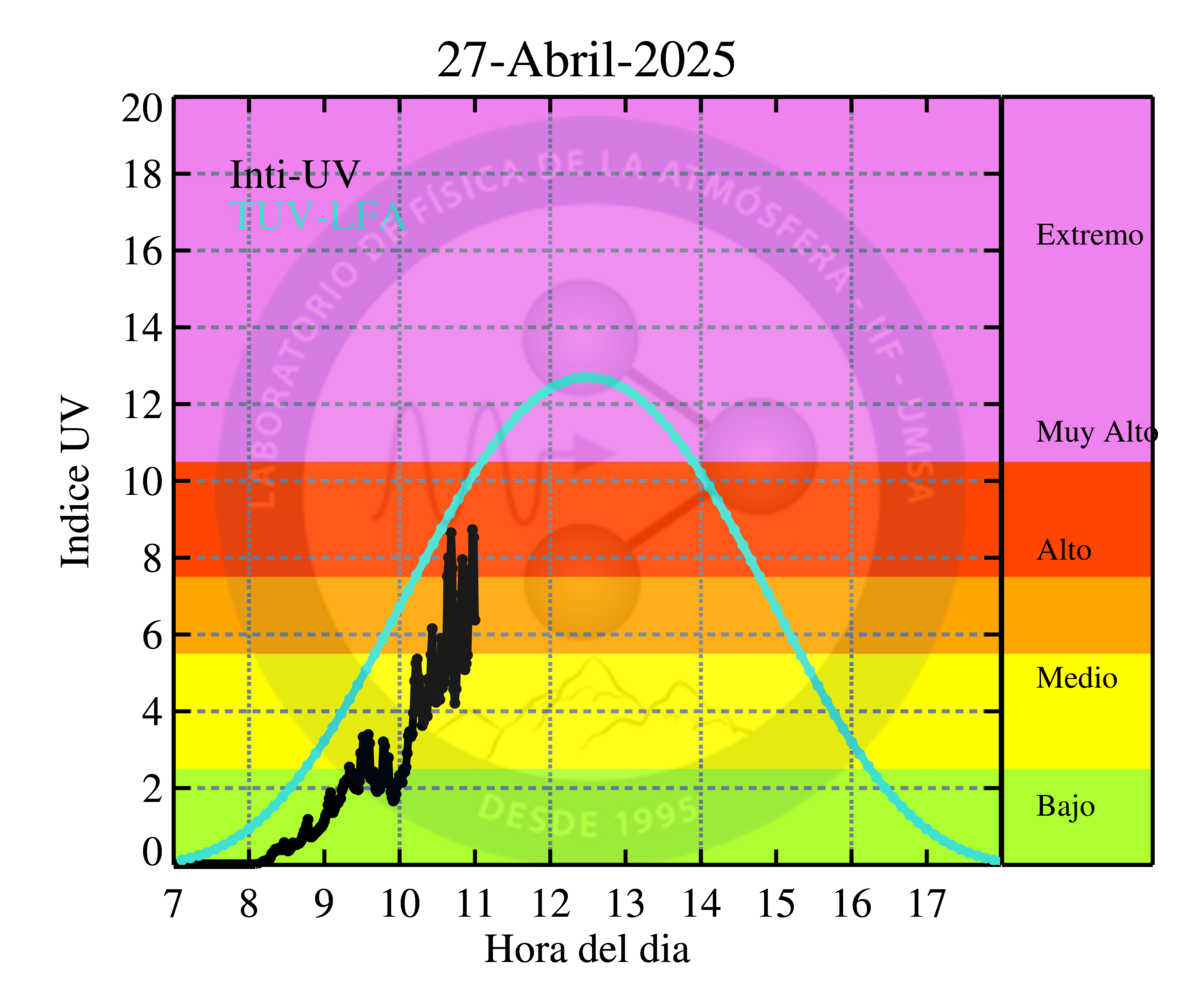 27-Abril-2025
20
18
16
14
12
10
8
6
4
2
0
Indice UV
Inti-UV
TUV-LFA
LABORATORIO DE FÍSICA DE LA ATMÓSFERA - IIF - UMSA
DESDE 1995
Extremo
Muy Alto
Alto
Medio
Bajo
7 8 9 10 11 12 13 14 15 16 17
Hora del dia